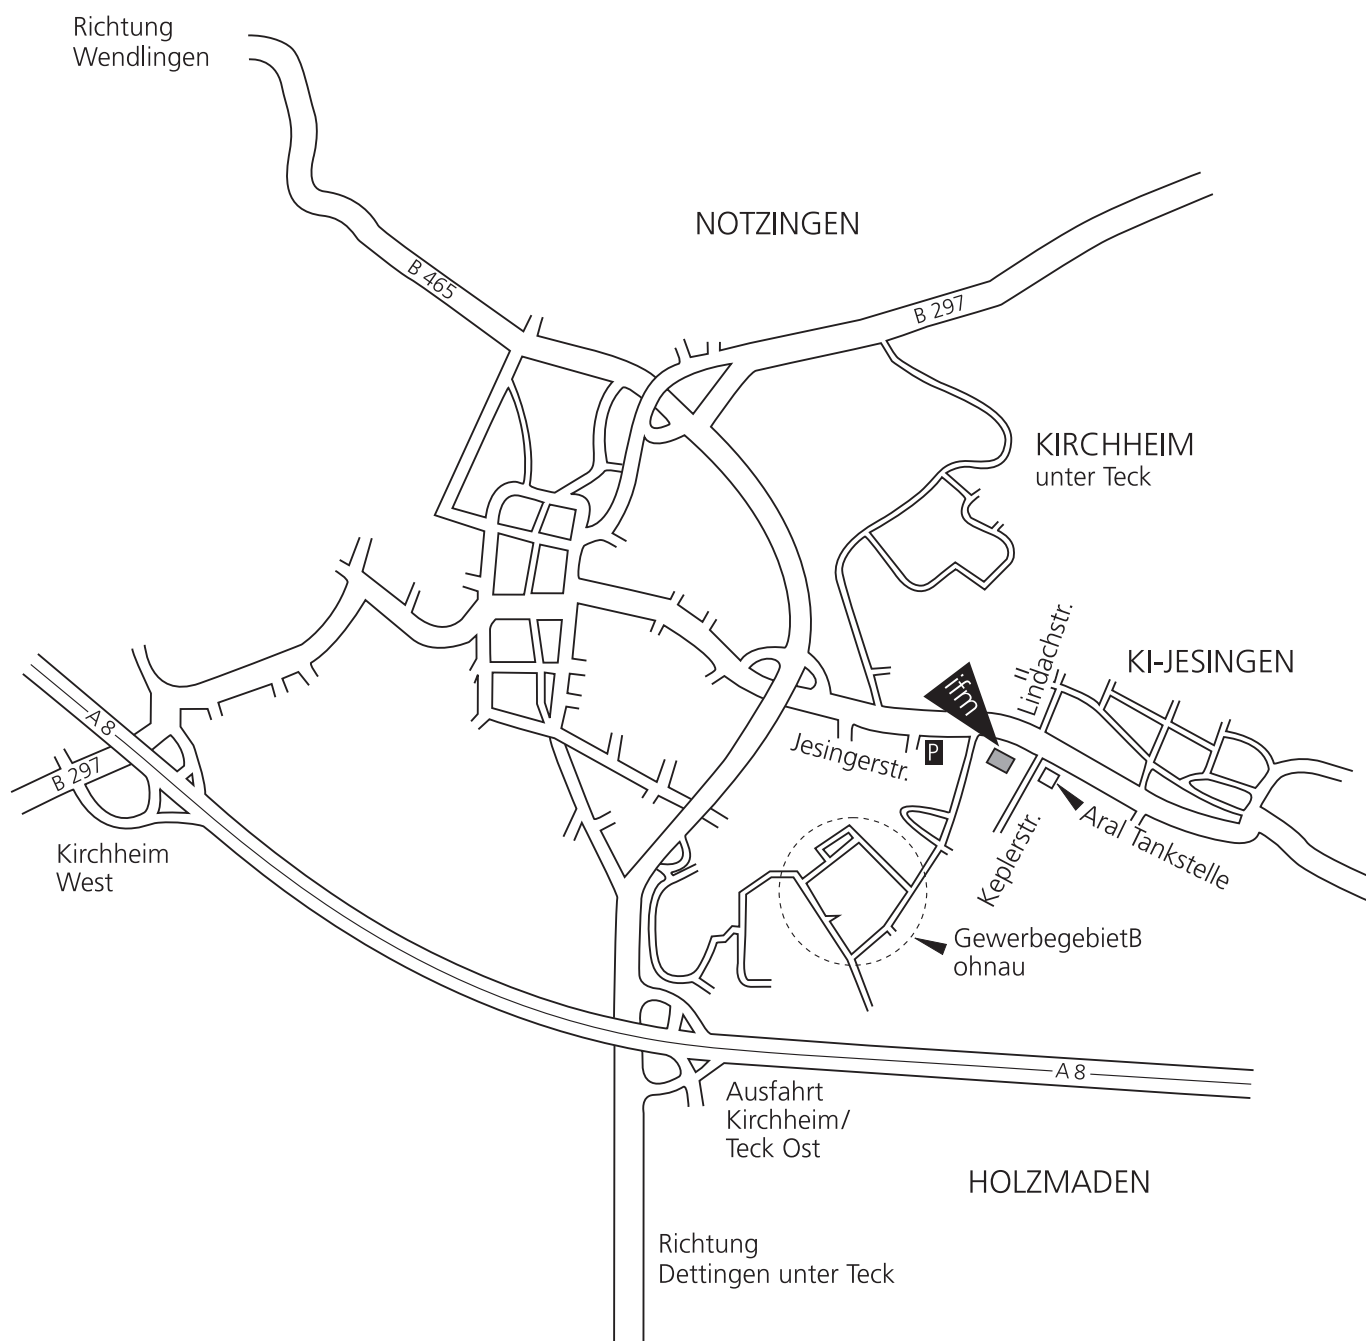 Richtung
Wendlingen
NOTZINGEN
B 465
B 297
KIRCHHEIM
unter Teck
Lindachstr.
KI-JESINGEN
ifm
Jesingerstr.
P
A 8
B 297
Aral Tankstelle
Keplerstr.
Kirchheim
West
GewerbegebietB
ohnau
A 8
Ausfahrt
Kirchheim/
Teck Ost
HOLZMADEN
Richtung
Dettingen unter Teck